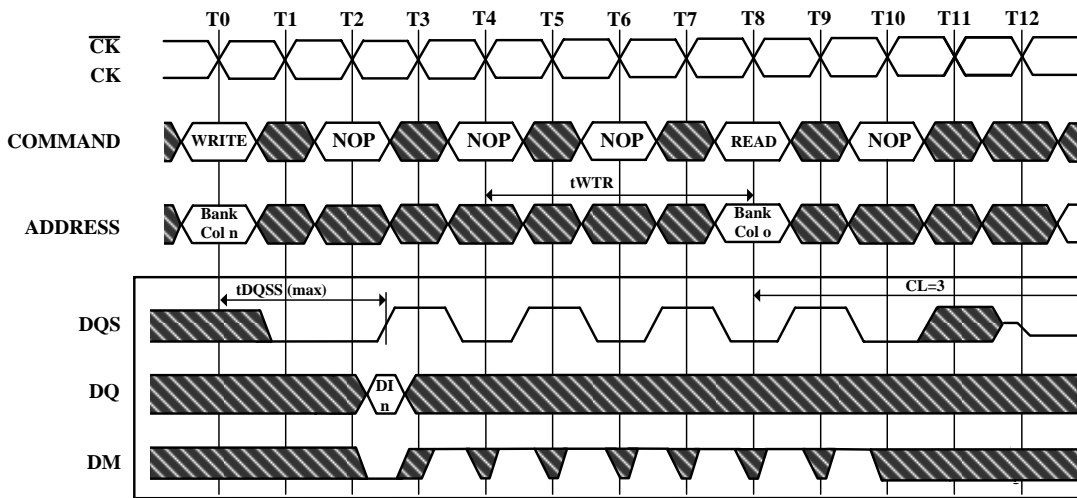 T0 T1 T2 T3 T4 T5 T6 T7 T8 T9 T10 T11 T12
CK
CK
COMMAND WRITE NOP NOP NOP READ NOP
tWTR
ADDRESS Bank Col n Bank Col o
tDQSS (max) CL=3
DQS
DQ DI n
DM